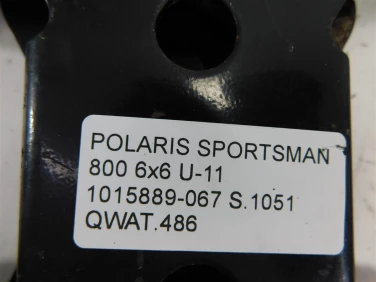 POLARIS SPORTSMAN
800 6x6 U-11
1015889-067 S.1051
QWAT.486